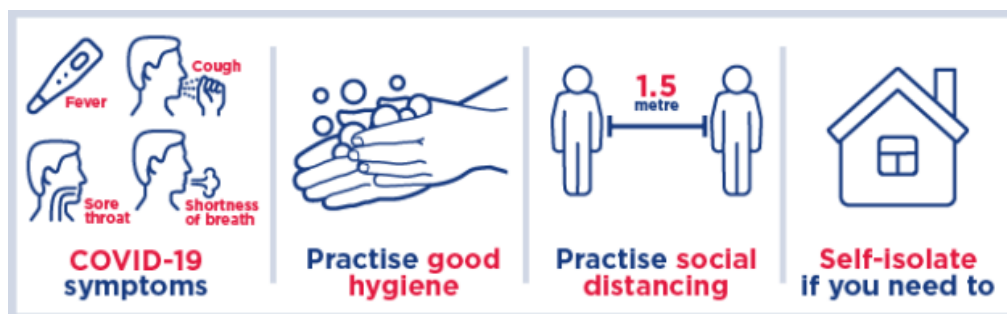 Fever
Cough
Sore
throat
Shortness
of breath
COVID-19
symptoms
Practise good
hygiene
1.5
metre
Practise social
distancing
Self-isolate
if you need to